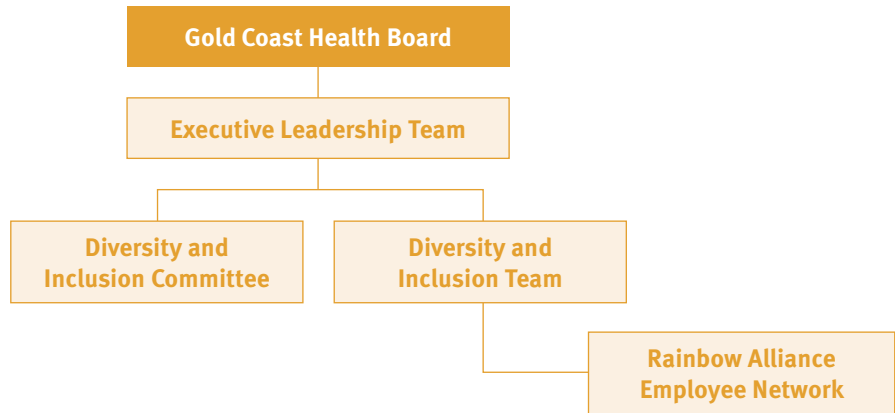 Gold Coast Health Board
Executive Leadership Team
Diversity and
Inclusion Committee
Diversity and
Inclusion Team
Rainbow Alliance
Employee Network